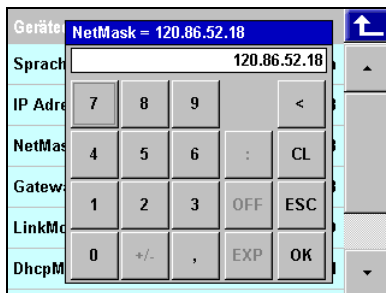 Geräte
NetMask = 120.86.52.18
Sprach
120.86.52.18
IP Adre
7 8 9 <
NetMas
4 5 6 : CL
Gatewa
1 2 3 OFF ESC
LinkMo
0 +/- , EXP OK
DhcpM